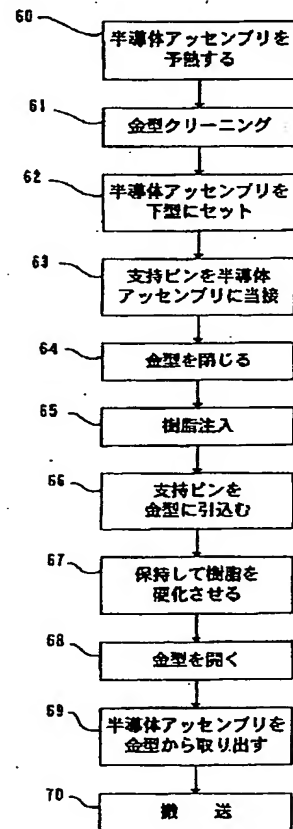 60
半導体アッセンブリを
予熱する
61
金型クリーニング
62
半導体アッセンブリを
下型にセット
63
支持ピンを半導体
アッセンブリに当接
64
金型を閉じる
65
樹脂注入
66
支持ピンを
金型に引込む
67
保持して樹脂を
硬化させる
68
金型を開く
69
半導体アッセンブリを
金型から取り出す
70
搬 送